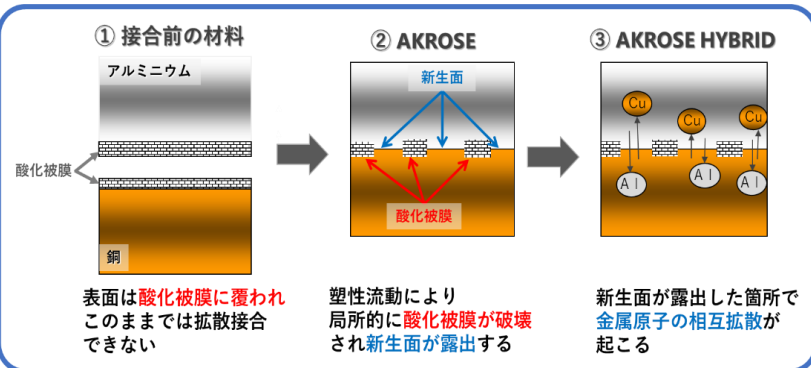 ① 接合前の材料
アルミニウム
酸化被膜
銅
表面は酸化被膜に覆われ
このままでは拡散接合
できない
② AKROSE
新生面
酸化被膜
塑性流動により
局所的に酸化被膜が破壊
され新生面が露出する
③ AKROSE HYBRID
Cu
Cu
Cu
Al
Al
Al
新生面が露出した箇所で
金属原子の相互拡散が
起こる